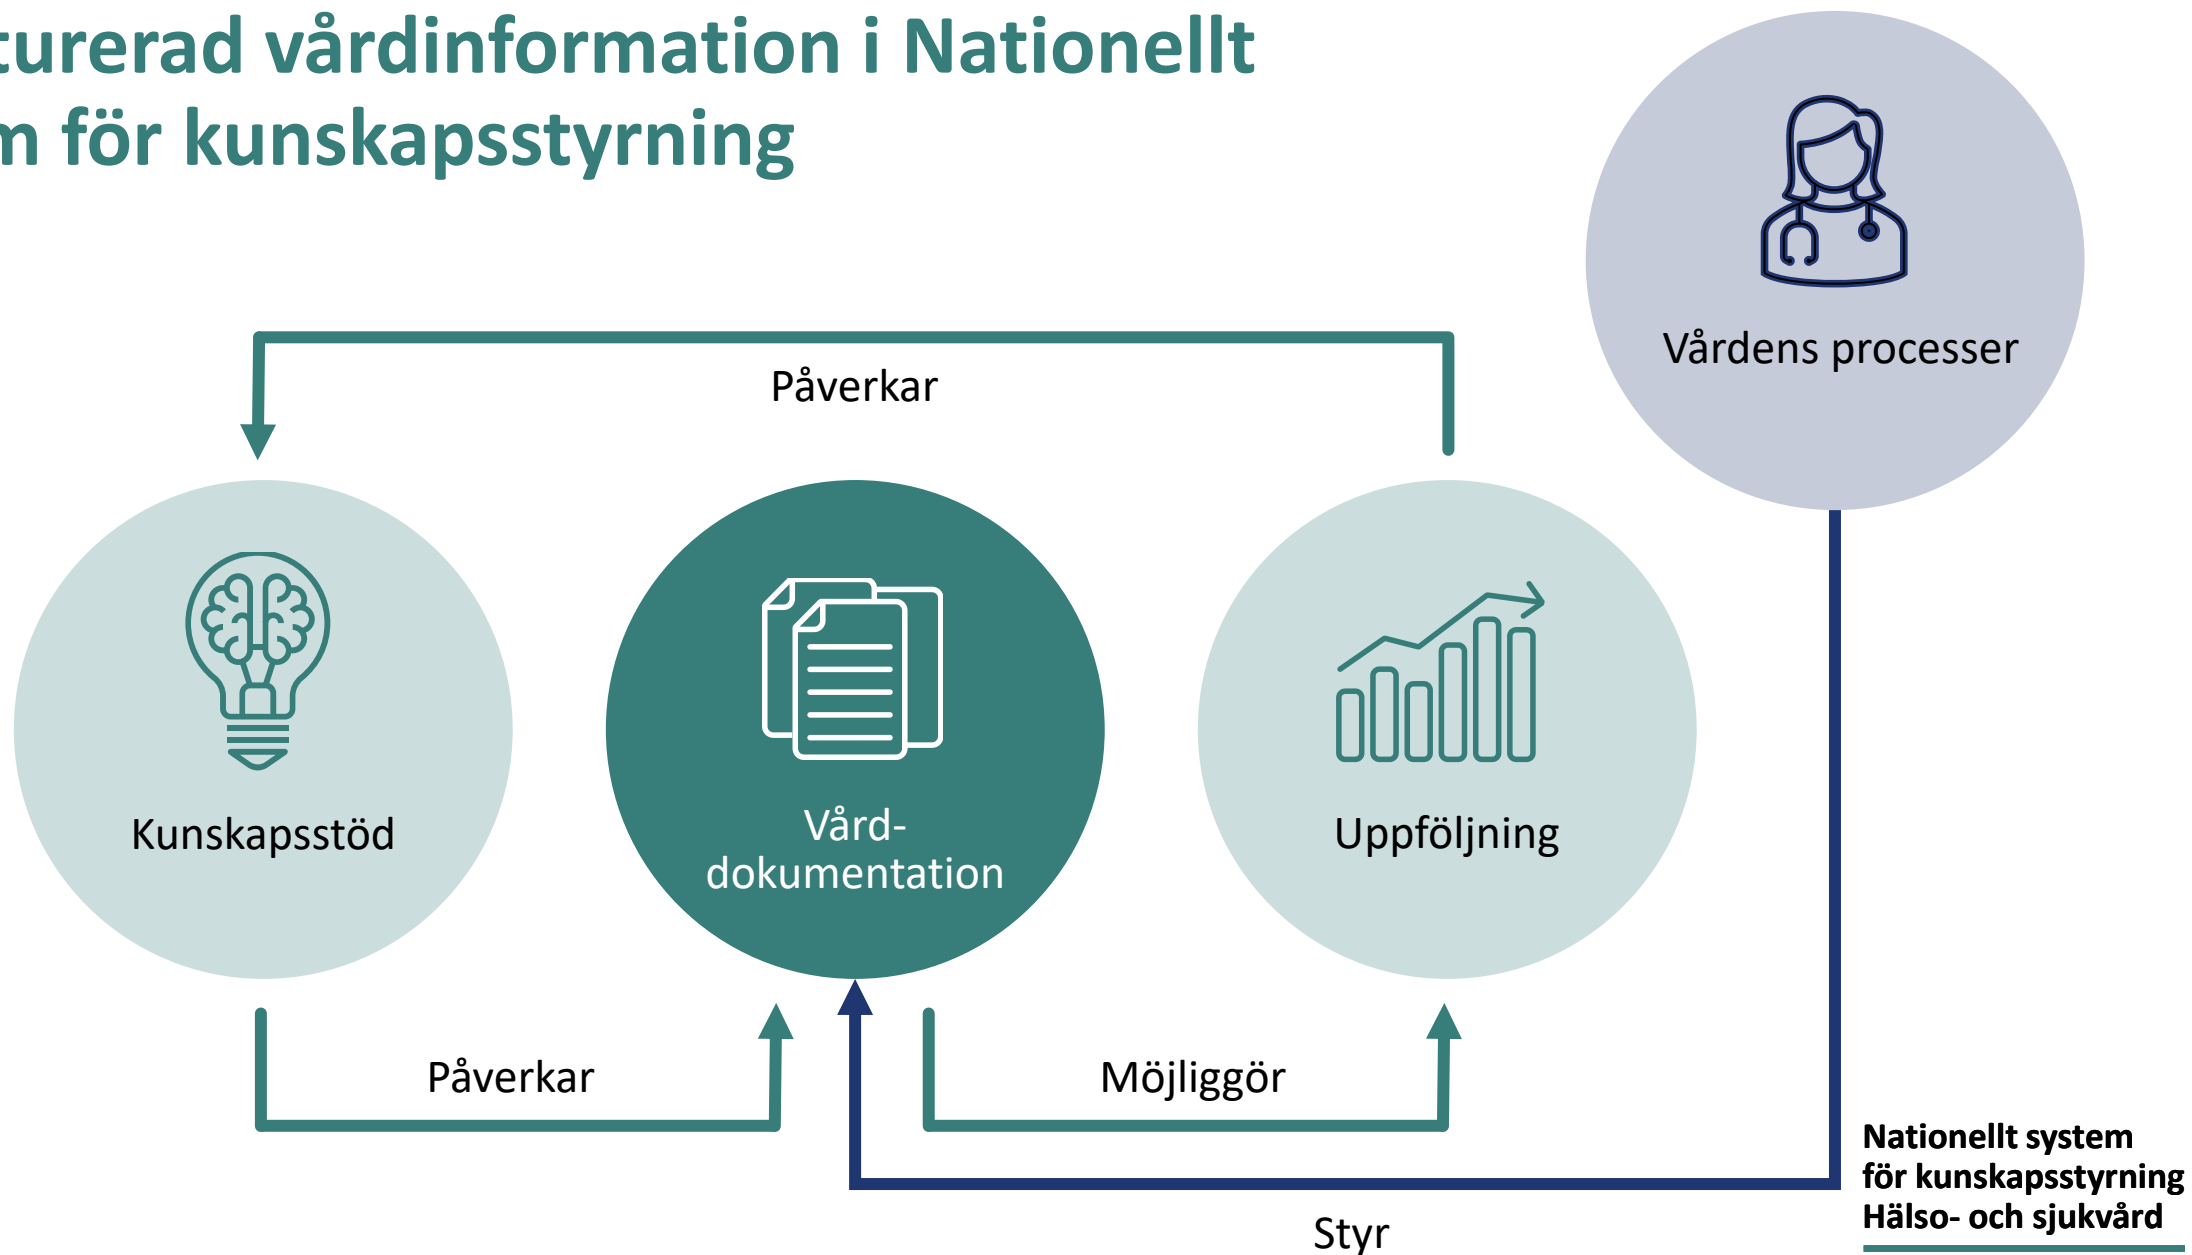 turerad vårdinformation i Nationellt
m för kunskapsstyrning
Vårdens processer
Påverkar
Kunskapsstöd
Vård-
dokumentation
Uppföljning
Påverkar
Möjliggör
Styr
Nationellt system
för kunskapsstyrning
Hälso- och sjukvård